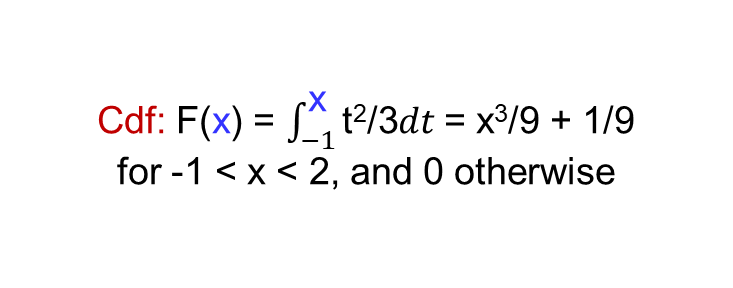 Cdf: F(x) = ∫₋₁ˣ t²/3dt = x³/9 + 1/9
for -1 < x < 2, and 0 otherwise